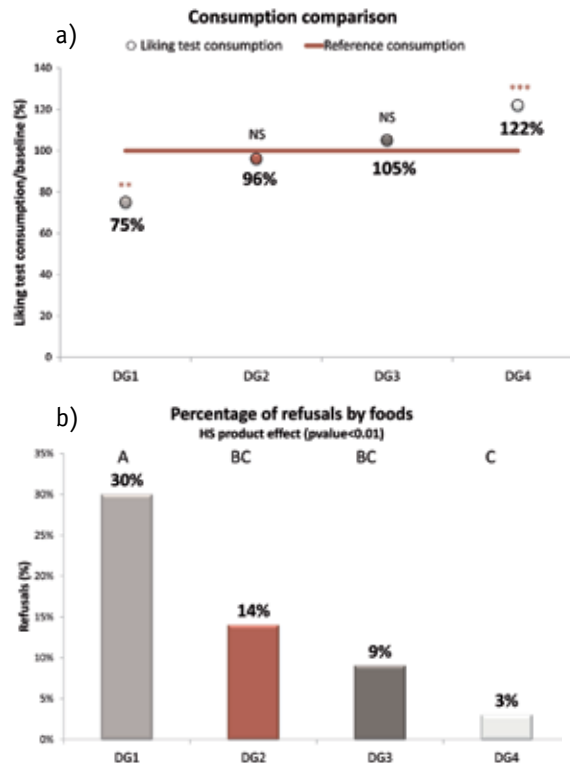 Consumption comparison
a)
Liking test consumption Reference consumption
Liking test consumption/baseline (%)
140
120
100
80
60
40
20
0
**
75%
NS
96%
NS
105%
***
122%
DG1 DG2 DG3 DG4
b) Percentage of refusals by foods
HS product effect (pvalue<0.01)
Refusals (%)
35%
30%
25%
20%
15%
10%
5%
0%
A BC BC C
30%
14%
9%
3%
DG1 DG2 DG3 DG4